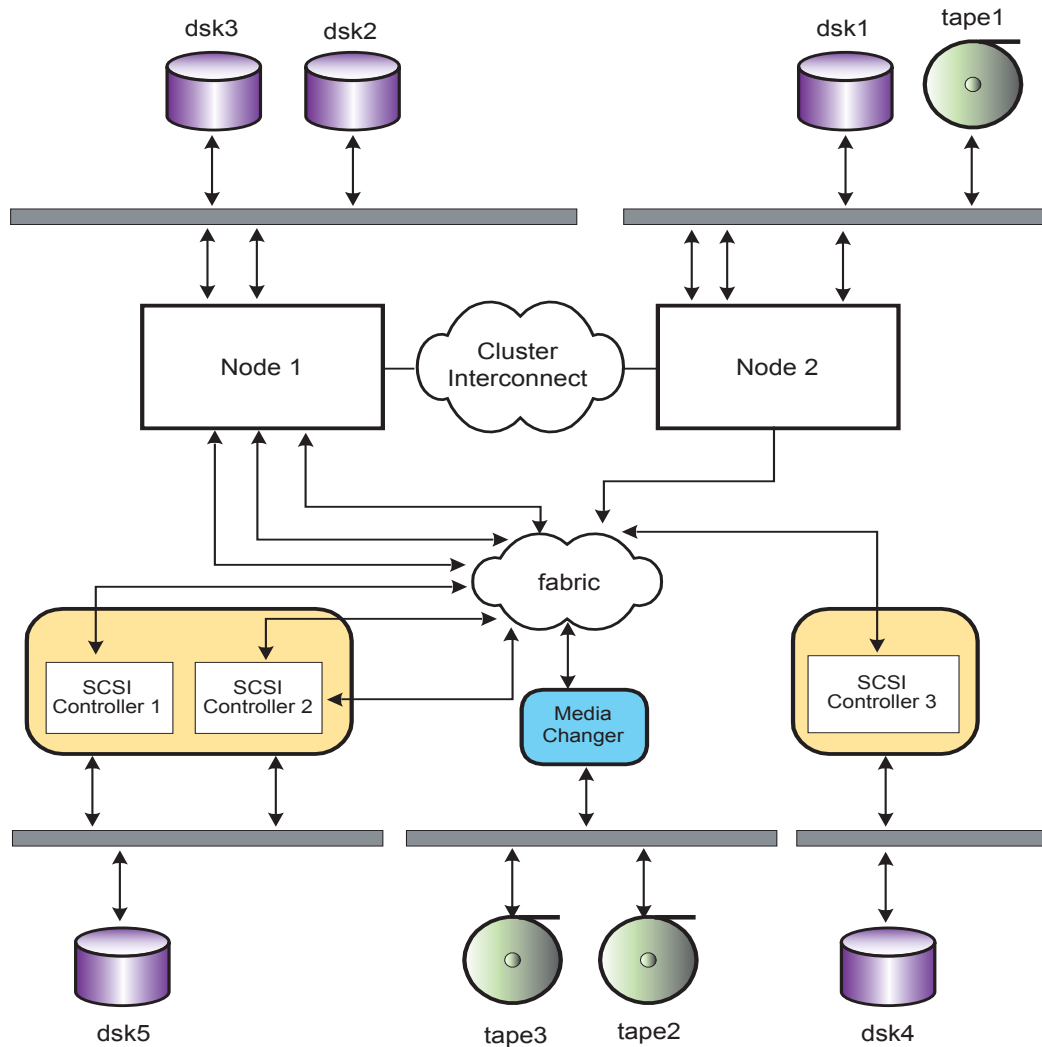 dsk3
dsk2
dsk1
tape1
Node 1
Cluster
Interconnect
Node 2
fabric
SCSI
Controller 1
SCSI
Controller 2
Media
Changer
SCSI
Controller 3
dsk5
tape3
tape2
dsk4